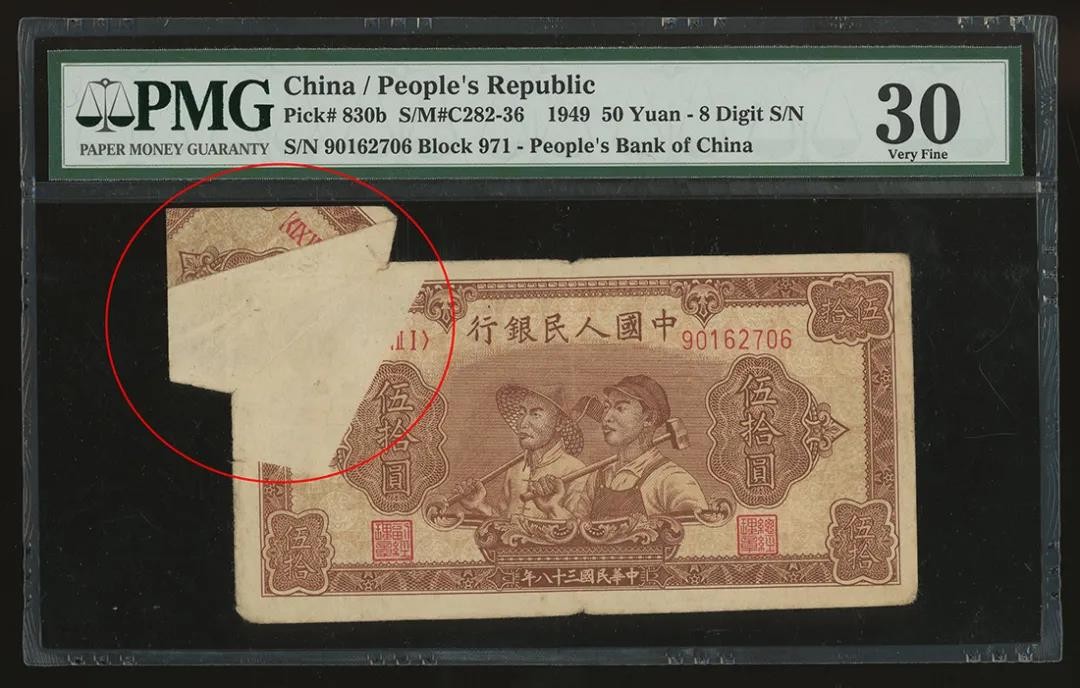 PMG
PAPER MONEY GUARANTY
China / People's Republic
Pick# 830b S/M#C282-36 1949 50 Yuan - 8 Digit S/N
S/N 90162706 Block 971 - People's Bank of China
30
Very Fine
行銀民人國中
90162706
伍拾
伍拾圓
伍拾圓
伍拾
伍拾
年八十三國民華中